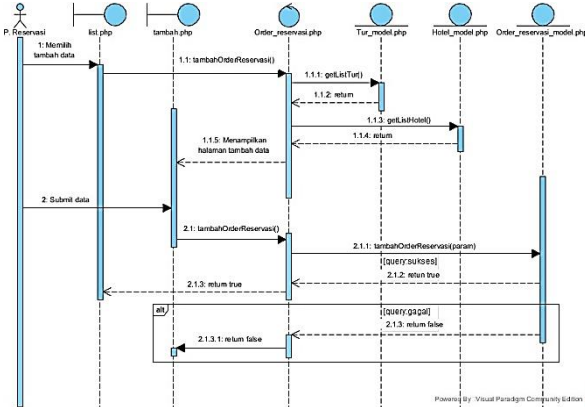 P. Reservasi
list.php
tambah.php
Order_reservasi.php
Tur_model.php
Hotel_model.php
Order_reservasi_model.php
1: Memilih
tambah data
1.1: tambahOrderReservasi()
1.1.1: getListTur()
1.1.2: return
1.1.3: getListHotel()
1.1.4: return
1.1.5: Menampilkan
halaman tambah data
2: Submit data
2.1: tambahOrderReservasi()
2.1.1: tambahOrderReservasi(param)
[query:sukses]
2.1.2: retun true
2.1.3: return true
alt
[query:gagal]
2.1.3: return false
2.1.3.1: return false
Powered By Visual Paradigm Community Edition